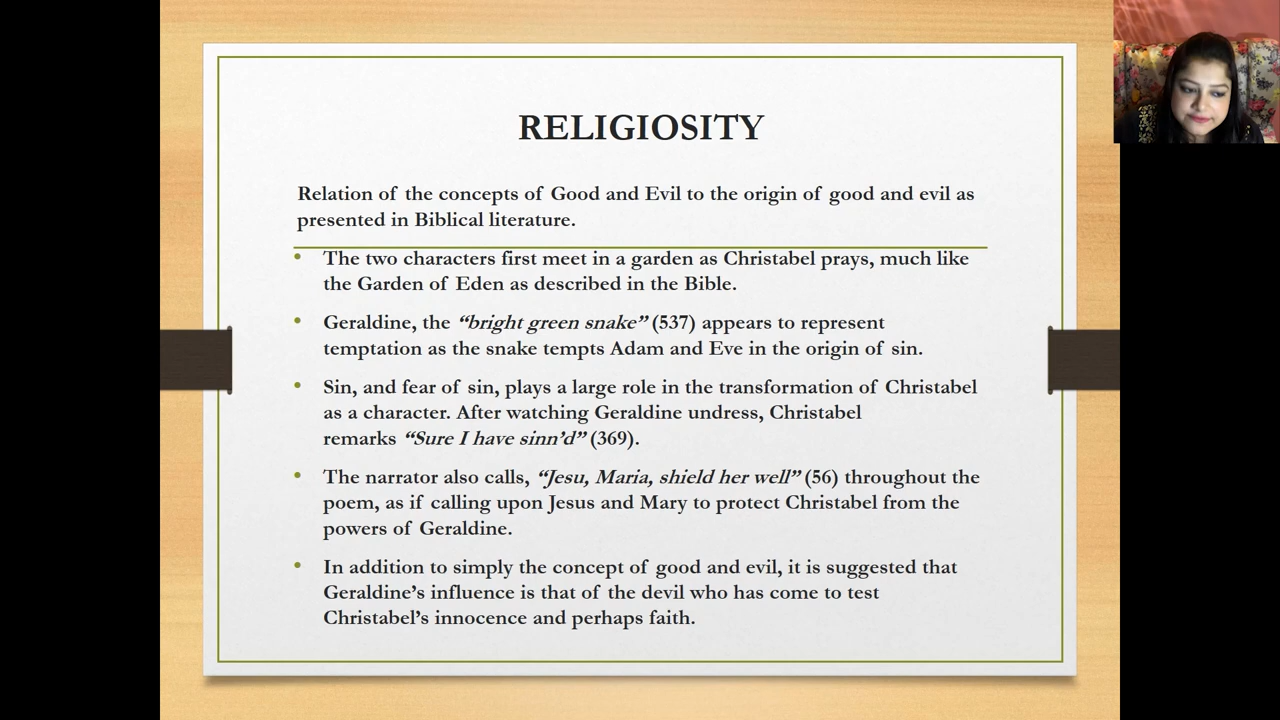 RELIGIOSITY
Relation of the concepts of Good and Evil to the origin of good and evil as
presented in Biblical literature.
• The two characters first meet in a garden as Christabel prays, much like
the Garden of Eden as described in the Bible.
• Geraldine, the “bright green snake” (537) appears to represent
temptation as the snake tempts Adam and Eve in the origin of sin.
• Sin, and fear of sin, plays a large role in the transformation of Christabel
as a character. After watching Geraldine undress, Christabel
remarks “Sure I have sinn’d” (369).
• The narrator also calls, “Jesu, Maria, shield her well” (56) throughout the
poem, as if calling upon Jesus and Mary to protect Christabel from the
powers of Geraldine.
• In addition to simply the concept of good and evil, it is suggested that
Geraldine’s influence is that of the devil who has come to test
Christabel’s innocence and perhaps faith.